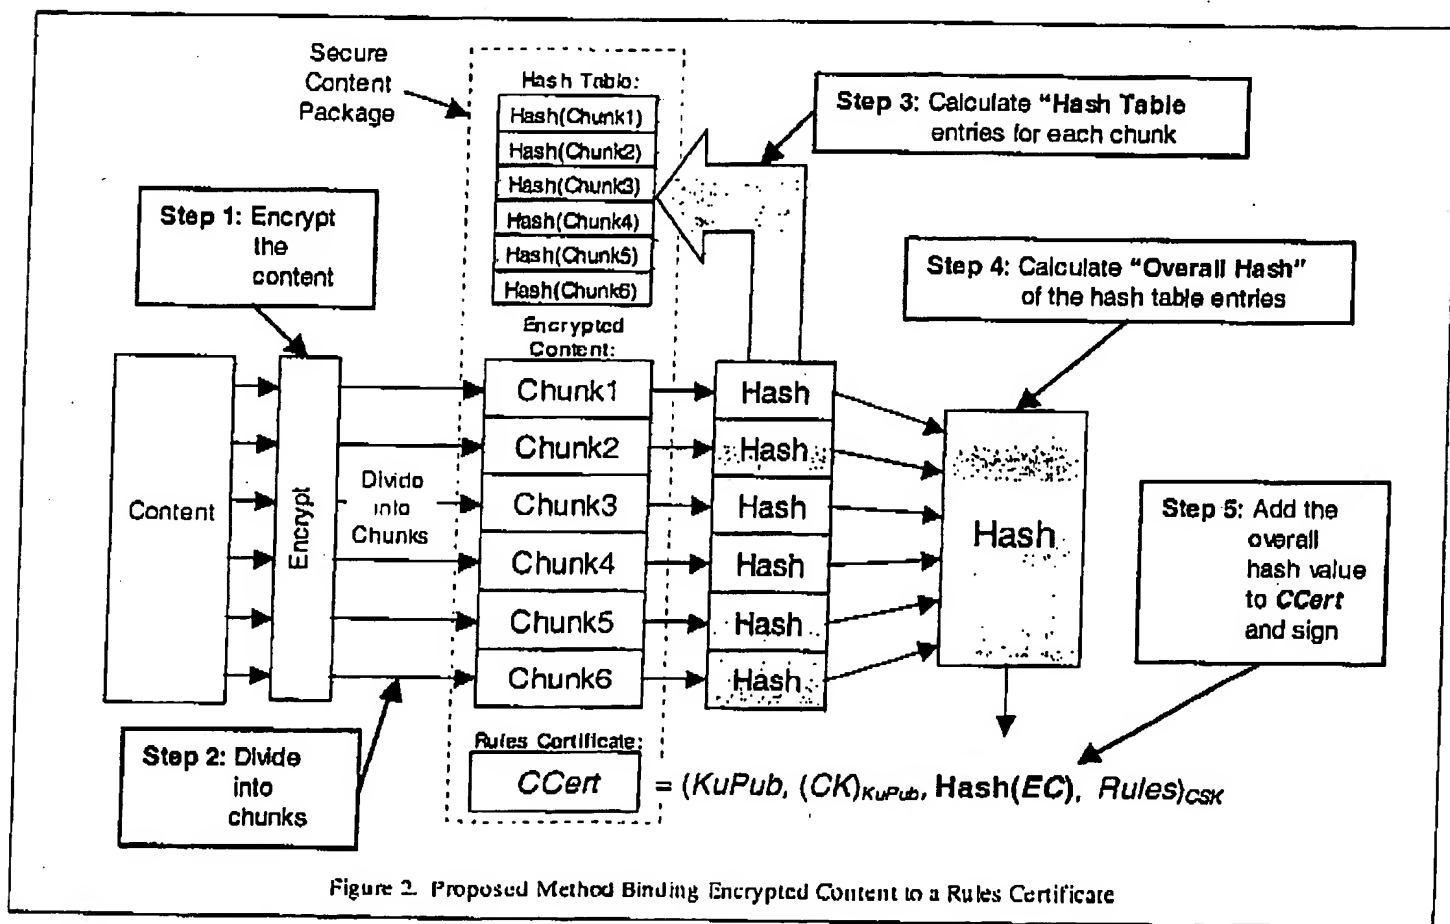 Secure
Content
Package
Hash Table:
Hash(Chunk1)
Hash(Chunk2)
Hash(Chunk3)
Hash(Chunk4)
Hash(Chunk5)
Hash(Chunk6)
Step 3: Calculate "Hash Table
entries for each chunk
Step 1: Encrypt
the
content
Step 4: Calculate "Overall Hash"
of the hash table entries
Encrypted
Content:
Content
Encrypt
Divide
into
Chunks
Chunk1
Chunk2
Chunk3
Chunk4
Chunk5
Chunk6
Hash
Hash
Hash
Hash
Hash
Hash
Hash
Step 5: Add the
overall
hash value
to CCert
and sign
Step 2: Divide
into
chunks
Rules Certificate:
CCert = (KuPub, (CK)KuPub, Hash(EC), Rules)CSK
Figure 2. Proposed Method Binding Encrypted Content to a Rules Certificate